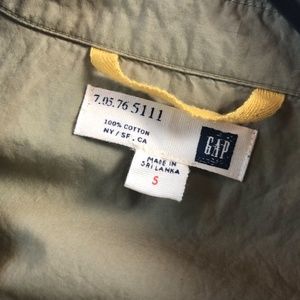 7.05.76 5111
100% COTTON
NY / SF . CA
GAP
MADE IN
SRI LANKA
S